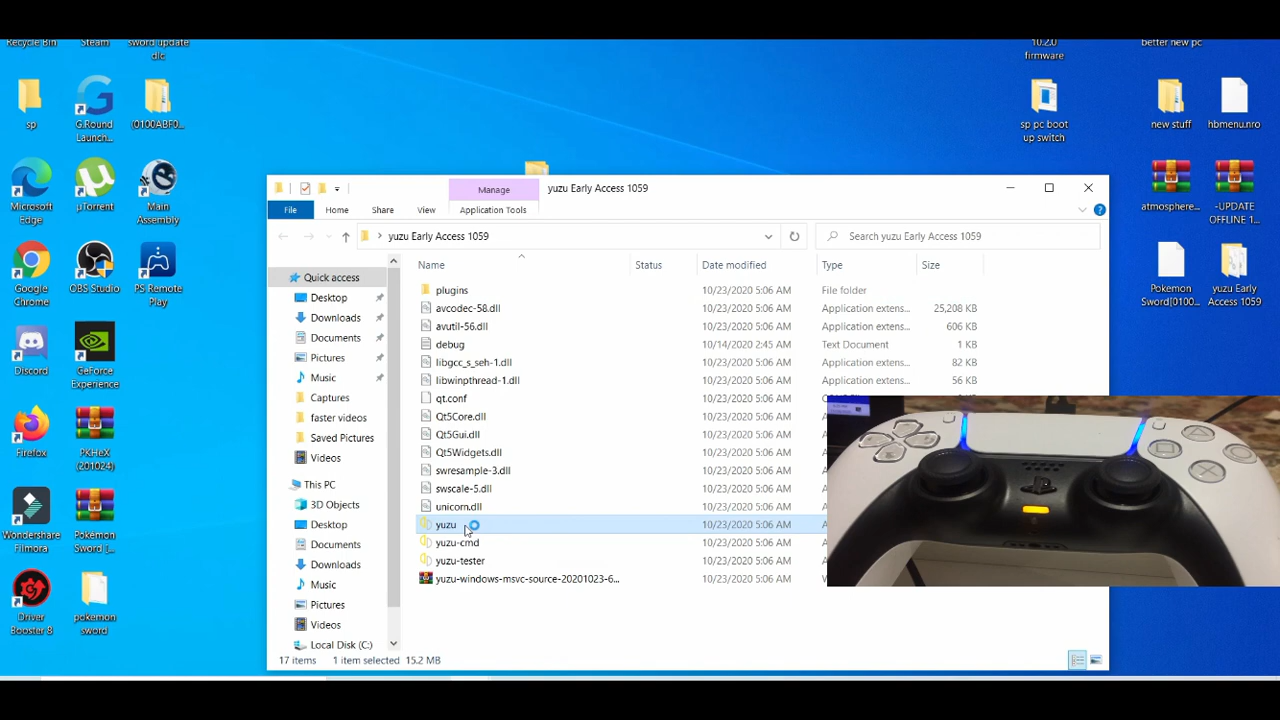 Recycle Bin
Steam
sword update
dlc
10.2.0
firmware
better new pc
sp
G.Round
Launch...
(0100ABF0...
sp pc boot
up switch
new stuff
hbmenu.nro
Microsoft
Edge
µTorrent
Main
Assembly
atmosphere...
-UPDATE
OFFLINE 1...
Google
Chrome
OBS Studio
PS Remote
Play
Pokemon
Sword[0100...
yuzu Early
Access 1059
Discord
GeForce
Experience
Firefox
PKHeX
(201024)
Wondershare
Filmora
Pokemon
Sword [...
Driver
Booster 8
pokemon
sword
Manage
yuzu Early Access 1059
File
Home
Share
View
Application Tools
yuzu Early Access 1059
Search yuzu Early Access 1059
Quick access
Desktop
Downloads
Documents
Pictures
Music
Captures
faster videos
Saved Pictures
Videos
This PC
3D Objects
Desktop
Documents
Downloads
Music
Pictures
Videos
Local Disk (C:)
Name Status Date modified Type Size
plugins 10/23/2020 5:06 AM File folder
avcodec-58.dll 10/23/2020 5:06 AM Application extens... 25,208 KB
avutil-56.dll 10/23/2020 5:06 AM Application extens... 606 KB
debug 10/14/2020 2:45 AM Text Document 1 KB
libgcc_s_seh-1.dll 10/23/2020 5:06 AM Application extens... 82 KB
libwinpthread-1.dll 10/23/2020 5:06 AM Application extens... 56 KB
qt.conf 10/23/2020 5:06 AM
Qt5Core.dll 10/23/2020 5:06 AM
Qt5Gui.dll 10/23/2020 5:06 AM
Qt5Widgets.dll 10/23/2020 5:06 AM
swresample-3.dll 10/23/2020 5:06 AM
swscale-5.dll 10/23/2020 5:06 AM
unicorn.dll 10/23/2020 5:06 AM
yuzu 10/23/2020 5:06 AM
yuzu-cmd 10/23/2020 5:06 AM
yuzu-tester 10/23/2020 5:06 AM
yuzu-windows-msvc-source-20201023-6... 10/23/2020 5:06 AM
17 items 1 item selected 15.2 MB